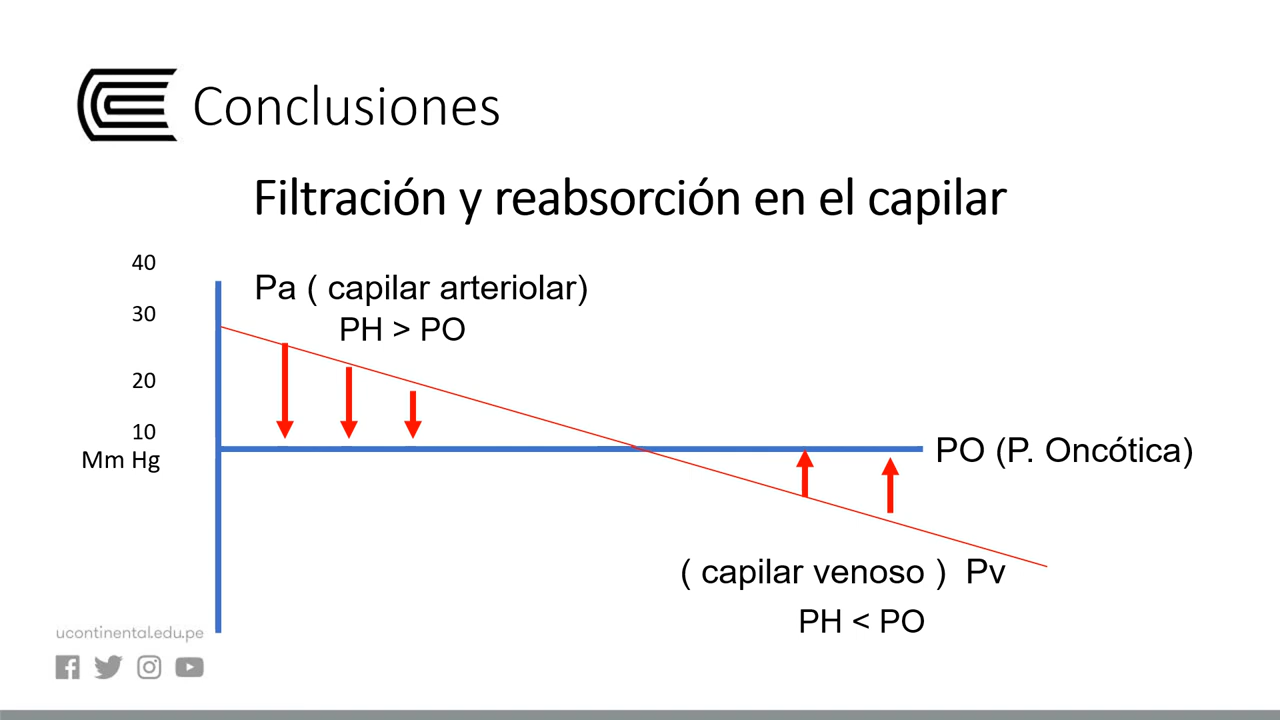 Conclusiones
Filtración y reabsorción en el capilar
40
30
20
10
Mm Hg
Pa ( capilar arteriolar)
PH > PO
PO (P. Oncótica)
( capilar venoso ) Pv
PH < PO
ucontinental.edu.pe